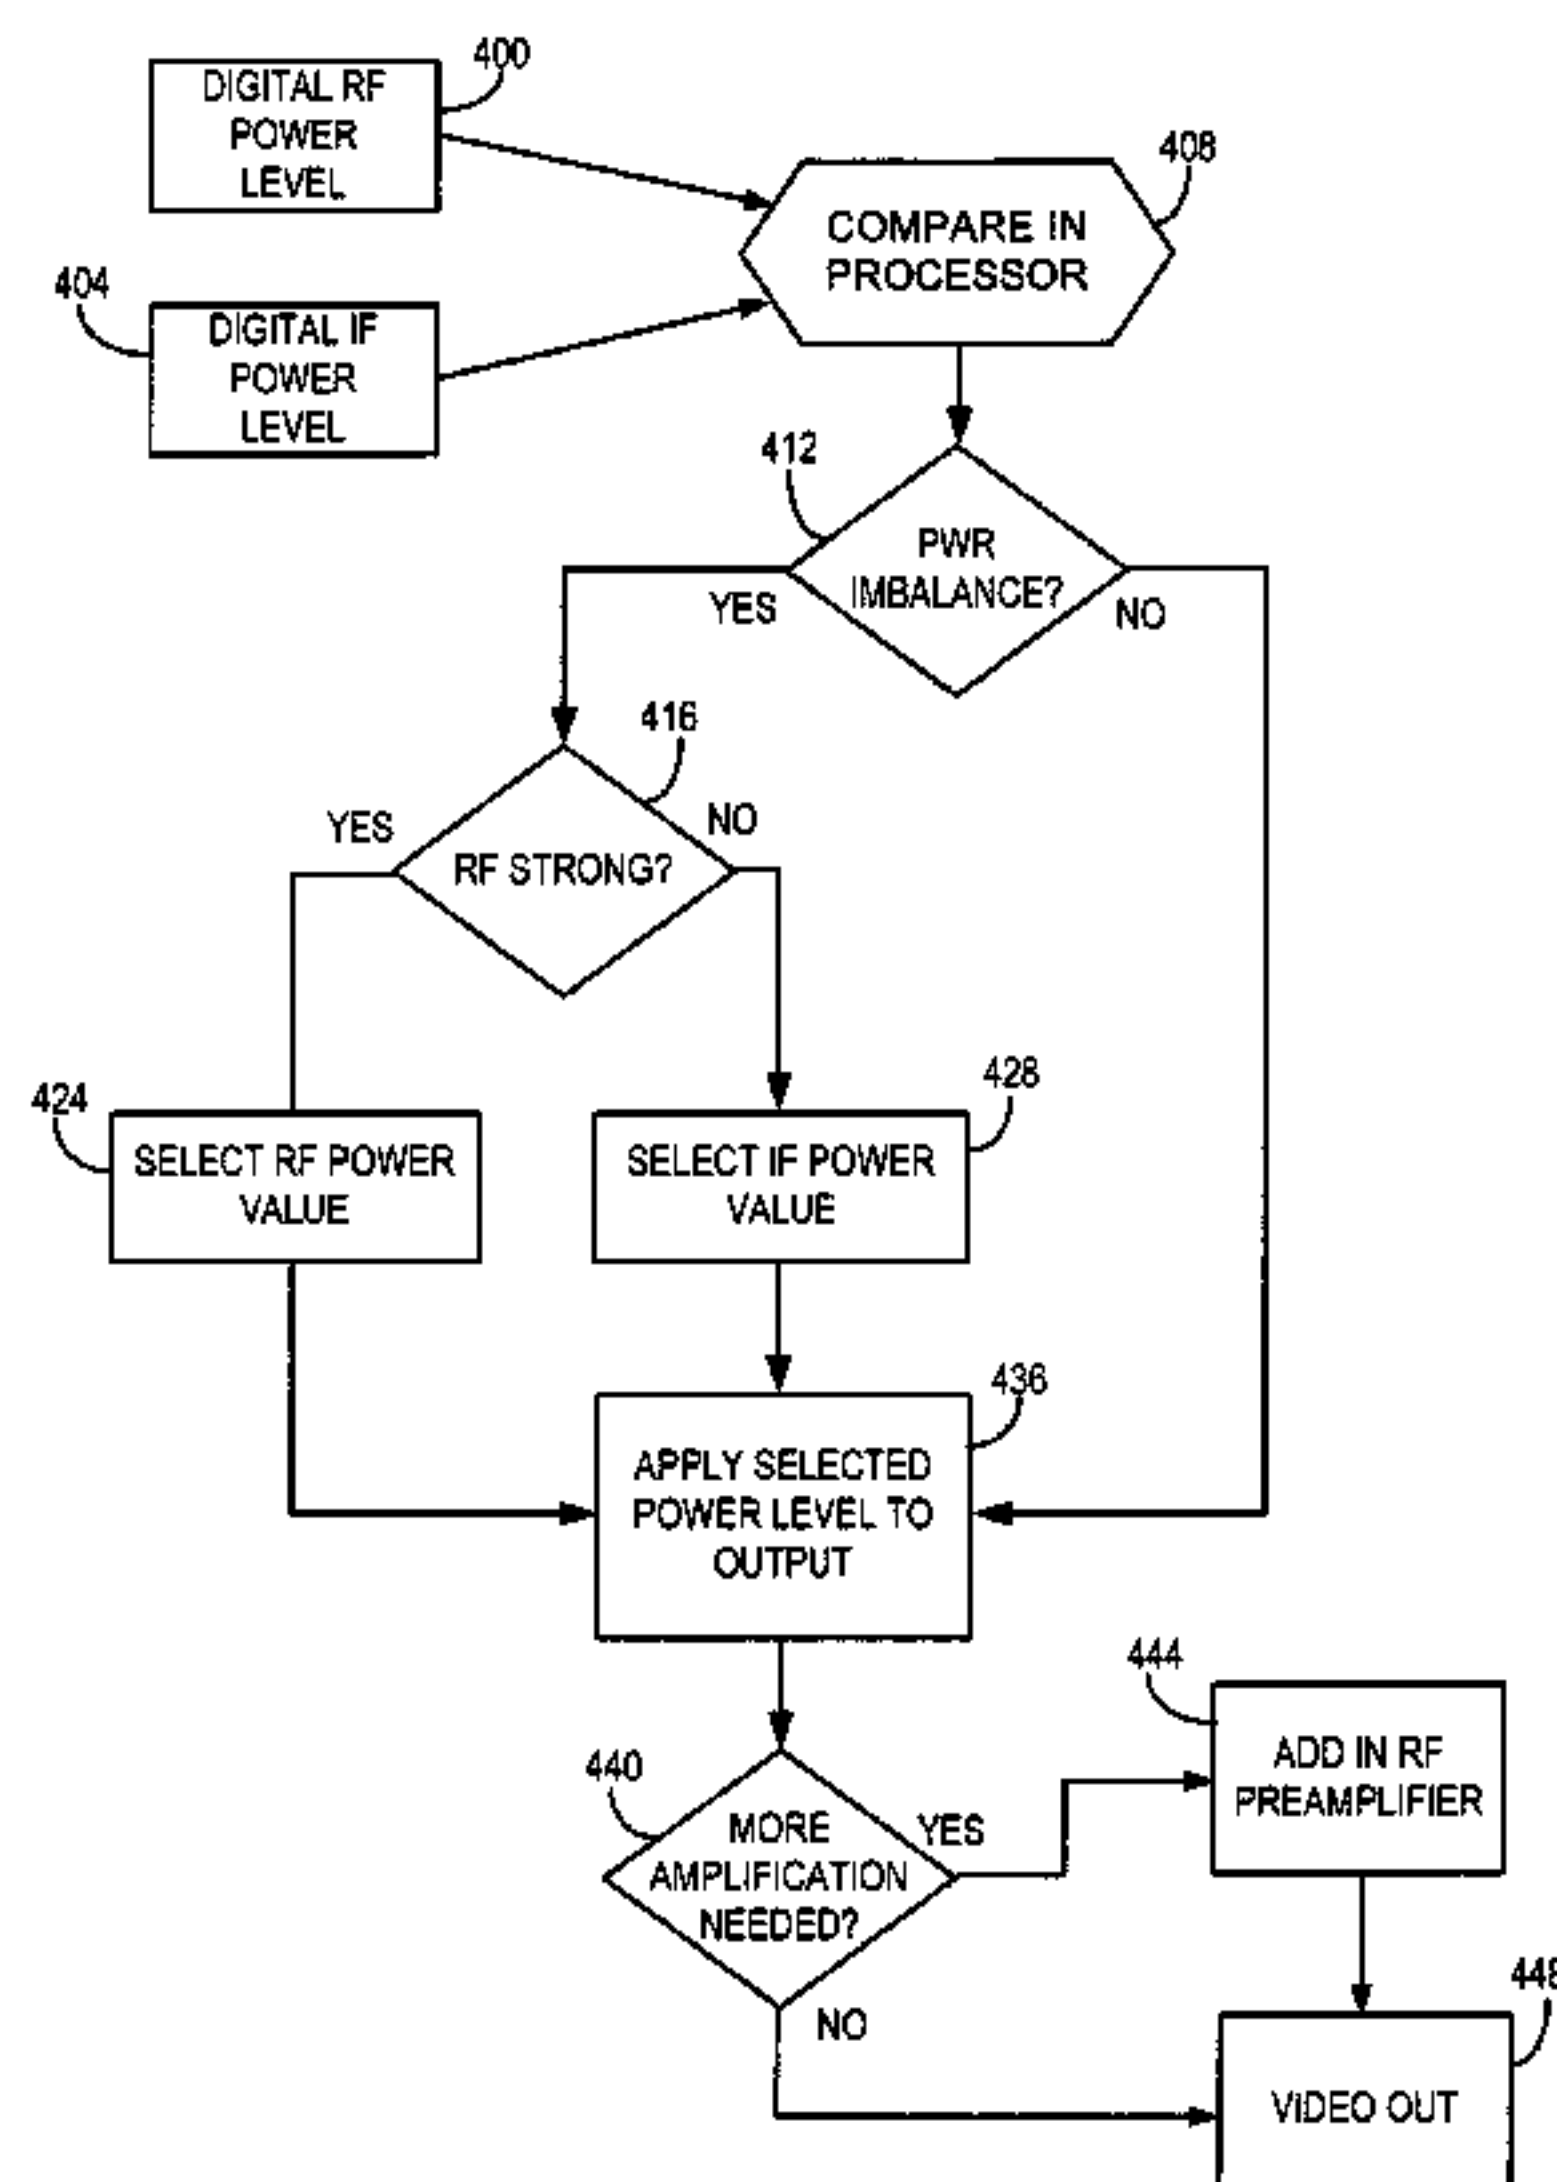 400
DIGITAL RF
POWER
LEVEL
408
COMPARE IN
PROCESSOR
404
DIGITAL IF
POWER
LEVEL
412
PWR
IMBALANCE?
YES
NO
416
YES
NO
RF STRONG?
424
SELECT RF POWER
VALUE
428
SELECT IF POWER
VALUE
436
APPLY SELECTED
POWER LEVEL TO
OUTPUT
444
ADD IN RF
PREAMPLIFIER
440
MORE
AMPLIFICATION
NEEDED?
YES
NO
448
VIDEO OUT